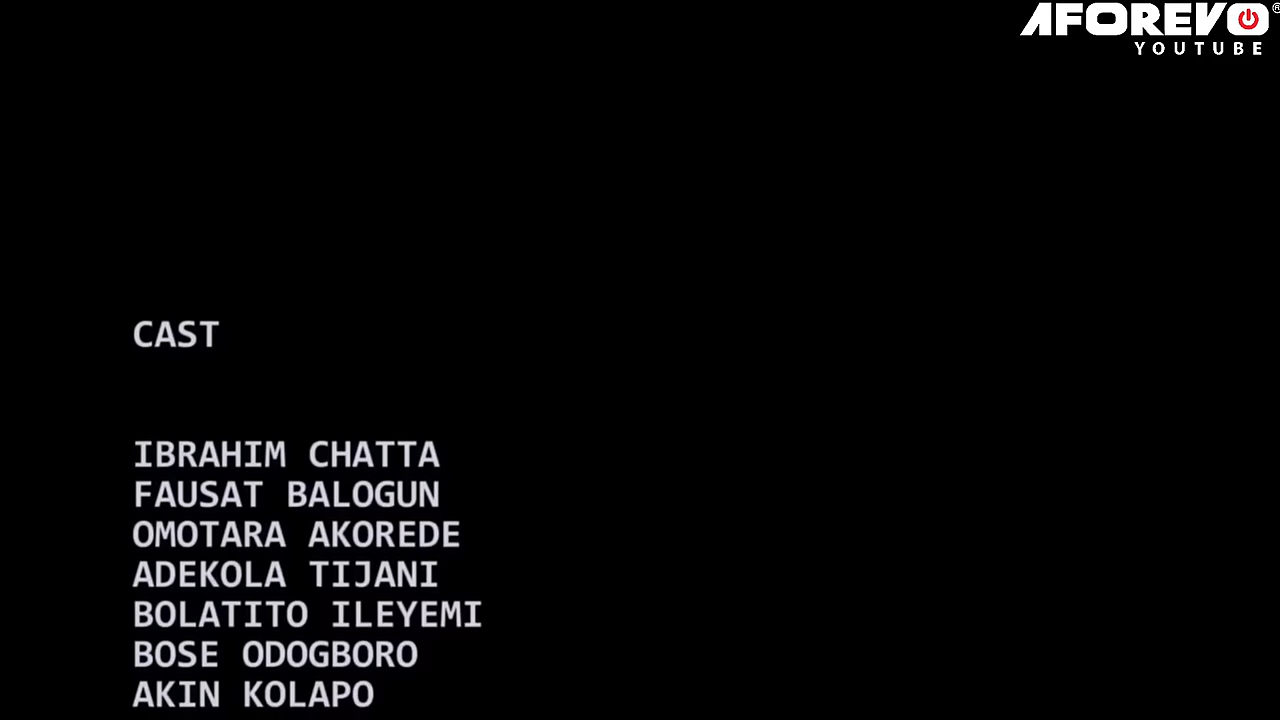 AFOREVO
YOUTUBE
CAST
IBRAHIM CHATTA
FAUSAT BALOGUN
OMOTARA AKOREDE
ADEKOLA TIJANI
BOLATITO ILEYEMI
BOSE ODOGBORO
AKIN KOLAPO